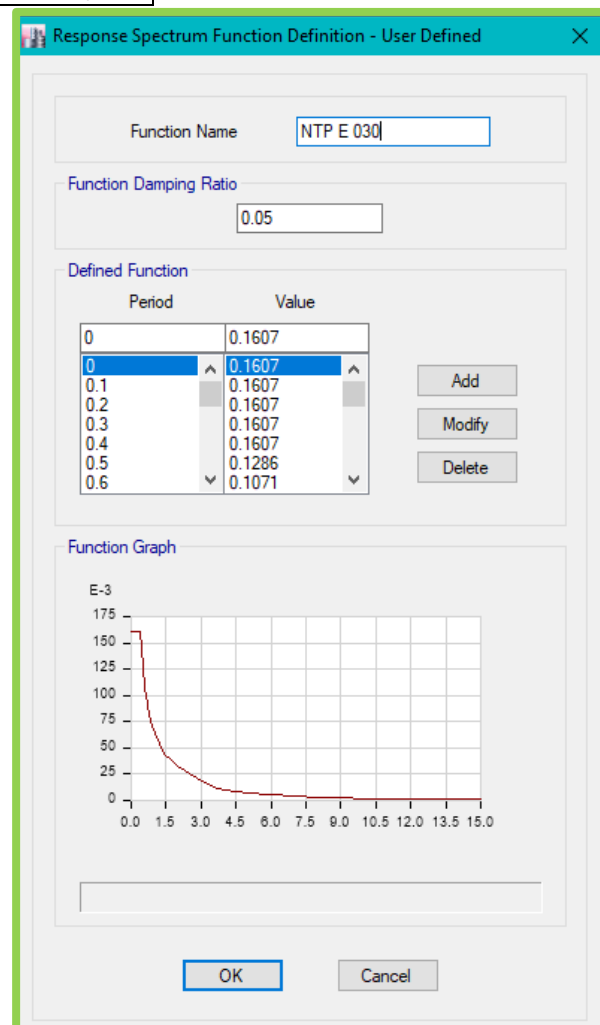 Response Spectrum Function Definition - User Defined
Function Name NTP E 030
Function Damping Ratio
0.05
Defined Function
Period Value
0 0.1607
0 0.1607
0.1 0.1607
0.2 0.1607
0.3 0.1607
0.4 0.1607
0.5 0.1286
0.6 0.1071
Add
Modify
Delete
Function Graph
E-3
175
150
125
100
75
50
25
0
0.0 1.5 3.0 4.5 6.0 7.5 9.0 10.5 12.0 13.5 15.0
OK Cancel